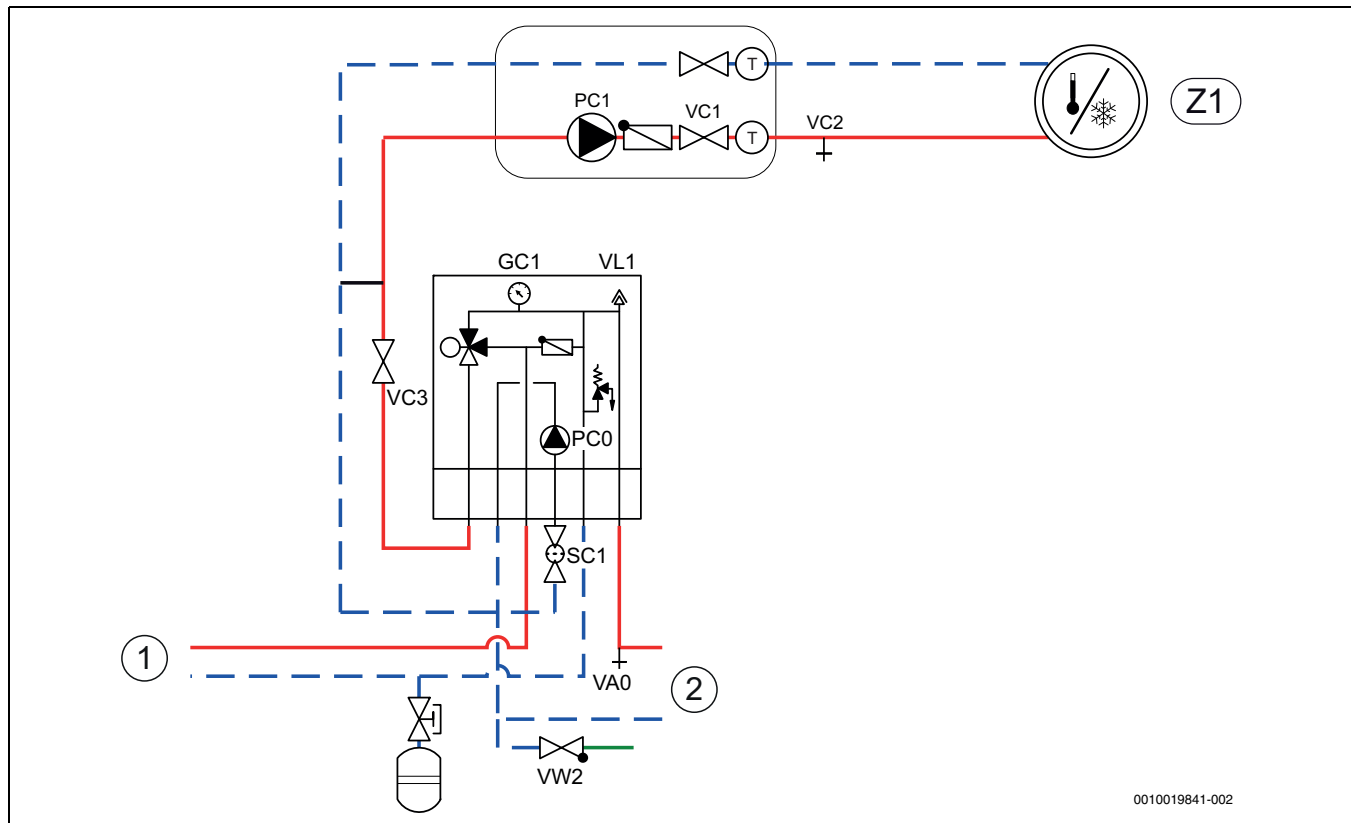 T
PC1
VC1
T
VC2
Z1
GC1
VL1
VC3
PC0
SC1
1
VA0
2
VW2
0010019841-002